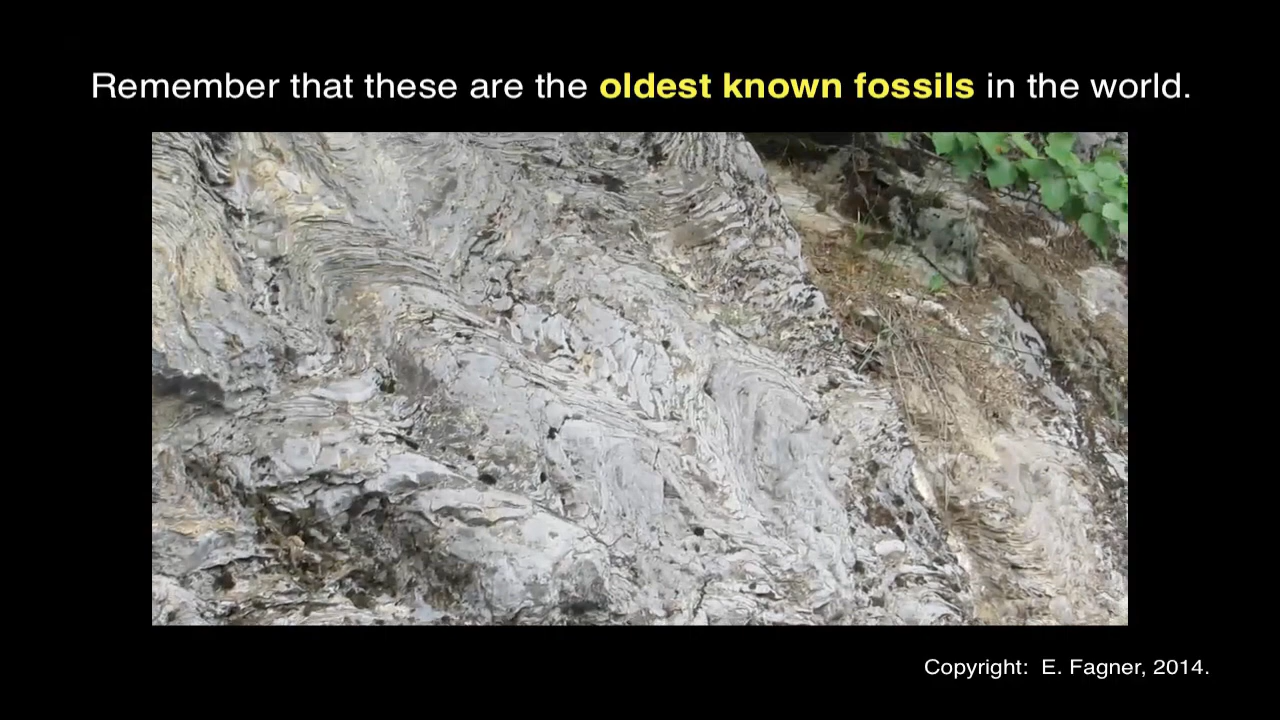 Remember that these are the oldest known fossils in the world.
Copyright:  E. Fagner, 2014.